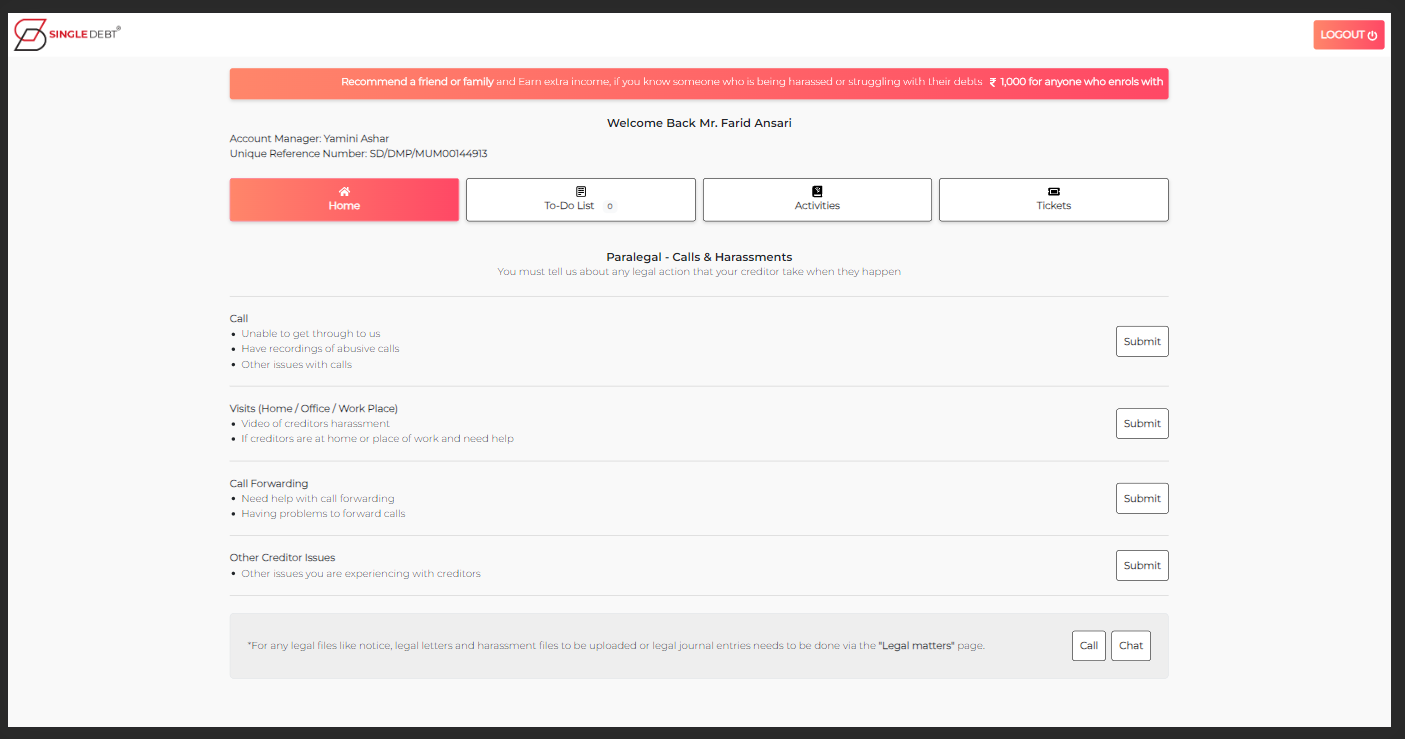 SINGLE DEBT®
LOGOUT
Recommend a friend or family and Earn extra income, if you know someone who is being harassed or struggling with their debts ₹ 1,000 for anyone who enrols with
Welcome Back Mr. Farid Ansari
Account Manager: Yamini Ashar
Unique Reference Number: SD/DMP/MUM00144913
Home
To-Do List 0
Activities
Tickets
Paralegal - Calls & Harassments
You must tell us about any legal action that your creditor take when they happen
Call
• Unable to get through to us
• Have recordings of abusive calls
• Other issues with calls
Submit
Visits (Home / Office / Work Place)
• Video of creditors harassment
• If creditors are at home or place of work and need help
Submit
Call Forwarding
• Need help with call forwarding
• Having problems to forward calls
Submit
Other Creditor Issues
• Other issues you are experiencing with creditors
Submit
*For any legal files like notice, legal letters and harassment files to be uploaded or legal journal entries needs to be done via the "Legal matters" page.
Call
Chat